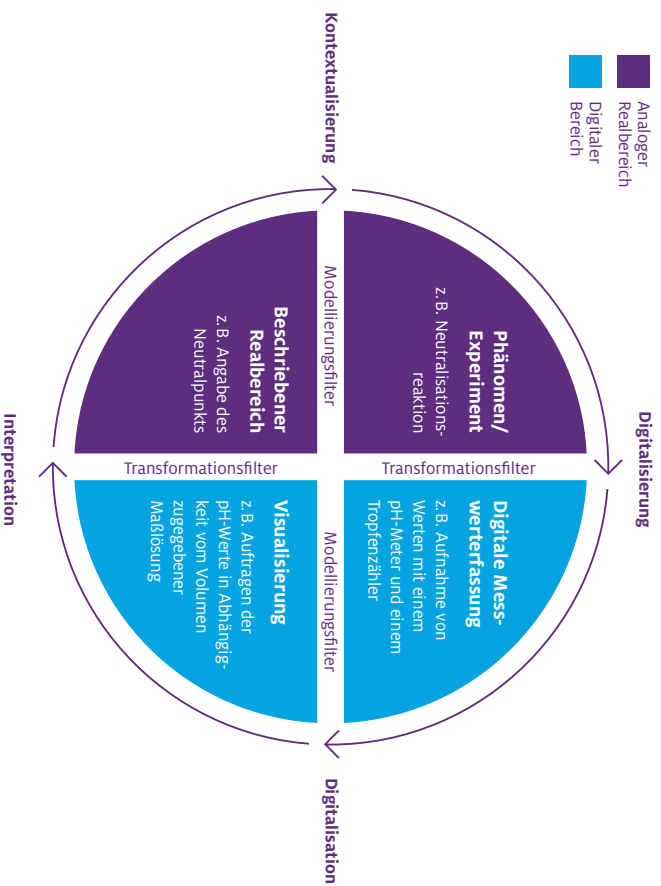 Analoger
Realbereich
Digitaler
Bereich
Digitalisierung
Kontextualisierung
Phänomen/
Experiment
z. B. Neutralisations-
reaktion
Transformationsfilter
Digitale Mess-
werterfassung
z. B. Aufnahme von
Werten mit einem
pH-Meter und einem
Tropfenzähler
Modellierungsfilter
Modellierungsfilter
Digitalisation
Beschriebener
Realbereich
z. B. Angabe des
Neutralpunkts
Transformationsfilter
Visualisierung
z. B. Auftragen der
pH-Werte in Abhängig-
keit vom Volumen
zugegebener
Maßlösung
Interpretation